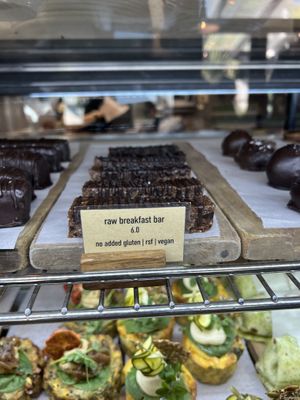 raw breakfast bar
6.0
no added gluten | rsf | vegan